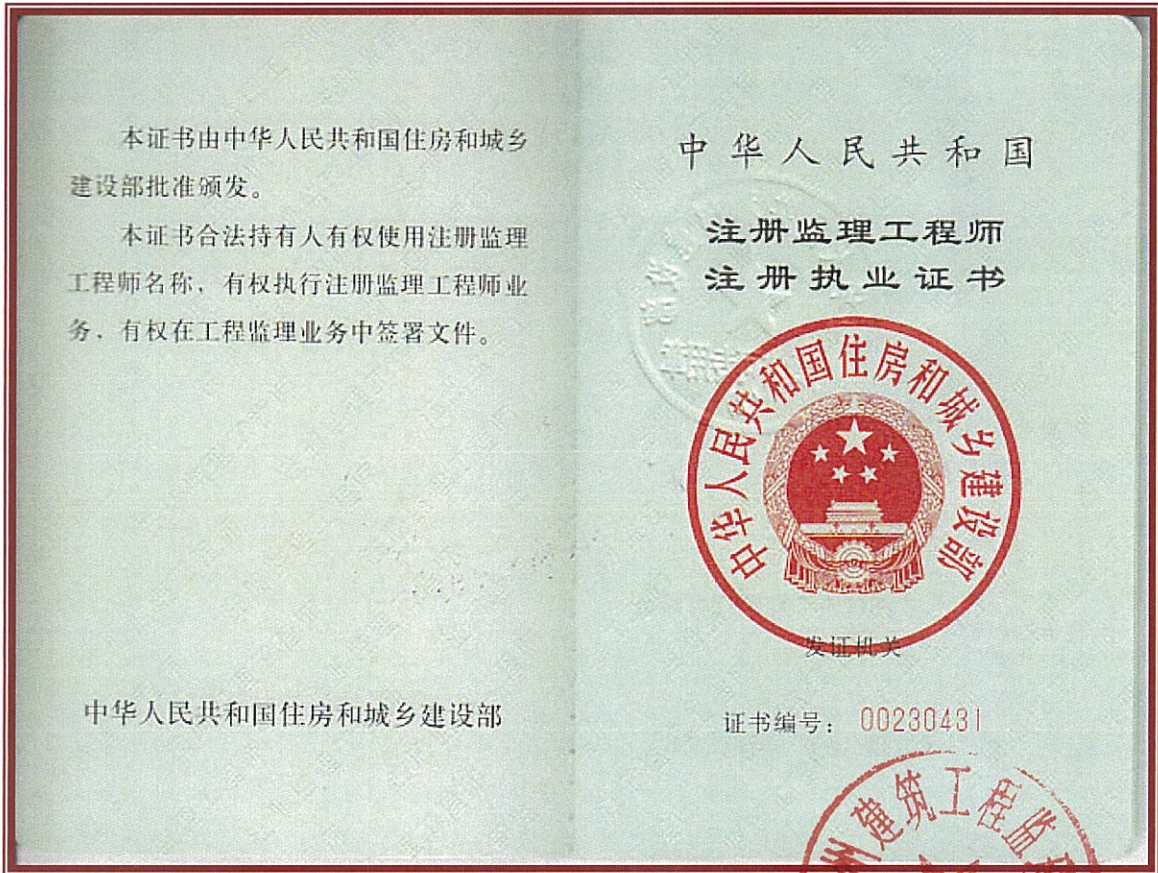 本证书由中华人民共和国住房和城乡
建设部批准颁发。
本证书合法持有人有权使用注册监理
工程师名称，有权执行注册监理工程师业
务，有权在工程监理业务中签署文件。
中华人民共和国住房和城乡建设部
中华人民共和国
注册监理工程师
注册执业证书
中华人民共和国住房和城乡建设部
发证机关
证书编号： 00230431
州建筑工程监理